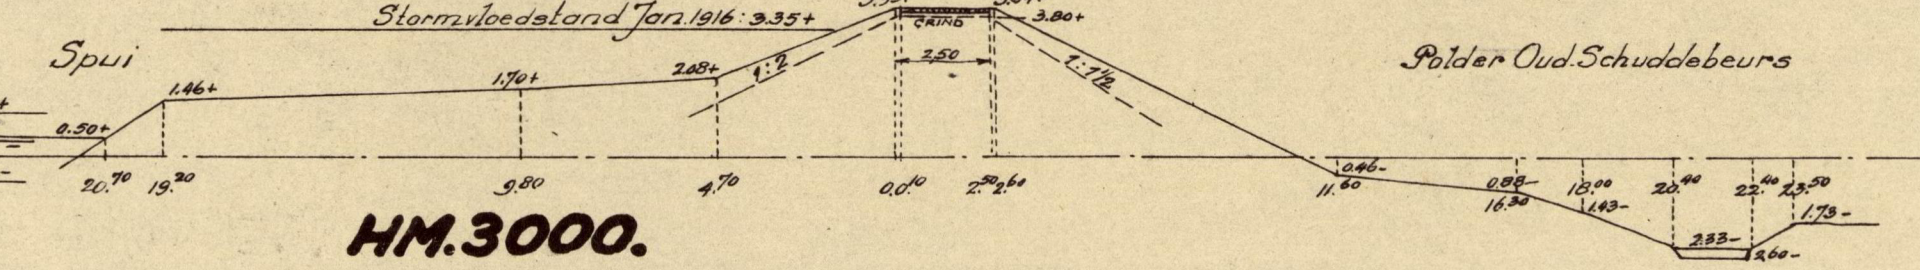 Stormvloedstand Jan. 1916: 3.35+
GRIND
3.80+
Spui
Polder Oud. Schuddebeurs
2,50
1:2
1:1½
2.08+
1.70+
1.46+
0.50+
0.46-
0.88-
20.70 19.20 9.80 4.70 0.0.10 2.50 2.60 11.60 16.30 18.00 20.40 22.40 23.50
1.43-
1.73-
2.33-
2.60-
HM.3000.